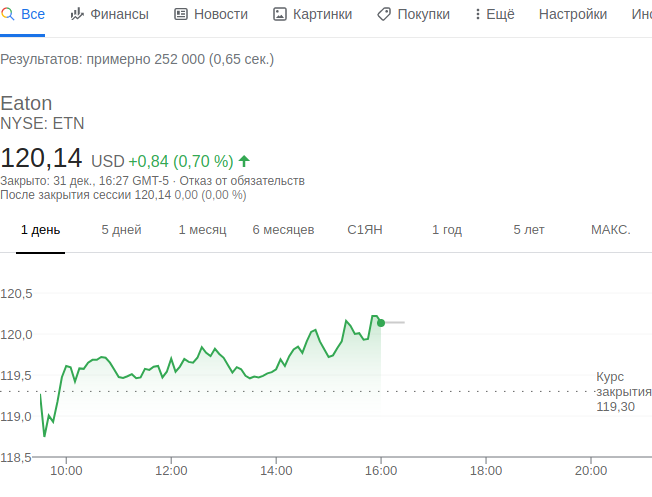 Все Финансы Новости Картинки Покупки Ещё Настройки Инс
Результатов: примерно 252 000 (0,65 сек.)
Eaton
NYSE: ETN
120,14 USD +0,84 (0,70 %)
Закрыто: 31 дек., 16:27 GMT-5 · Отказ от обязательств
После закрытия сессии 120,14 0,00 (0,00 %)
1 день 5 дней 1 месяц 6 месяцев С1ЯН 1 год 5 лет МАКС.
120,5
120,0
119,5
Курс
закрытия
119,30
119,0
118,5
10:00 12:00 14:00 16:00 18:00 20:00